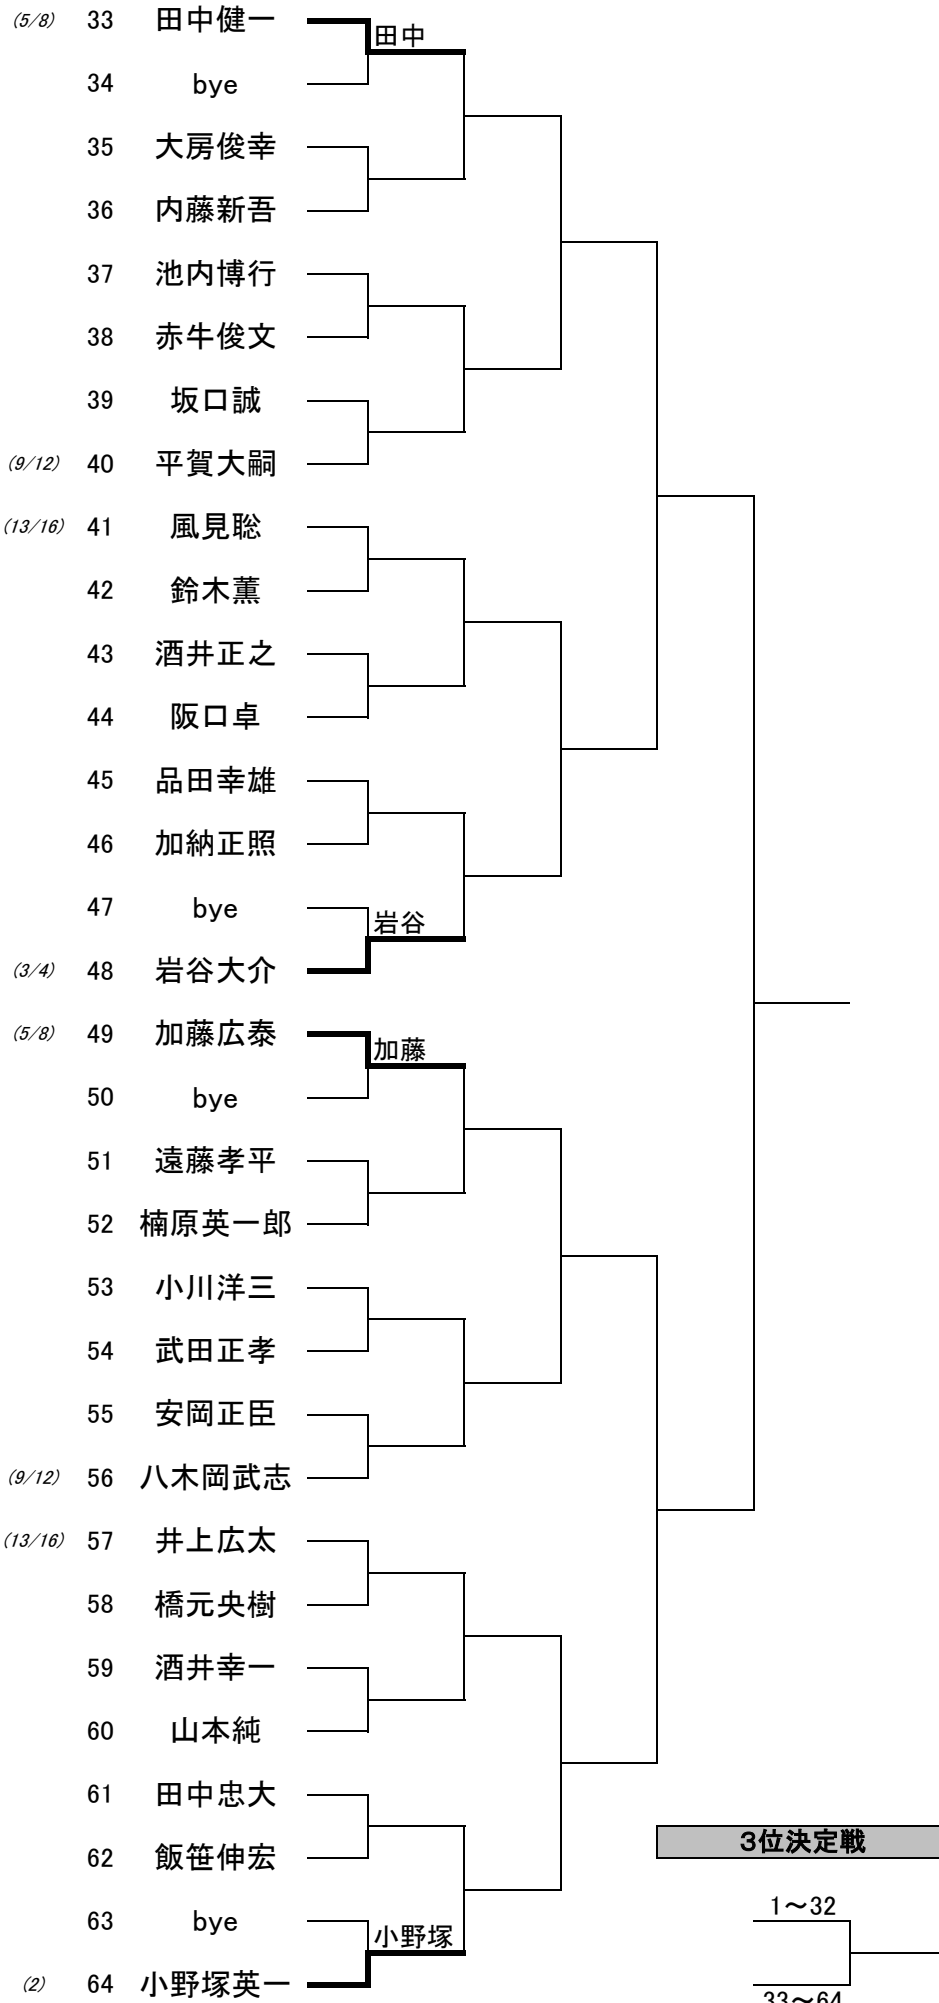 (5/8) 33 田中健一
田中
34 bye
35 大房俊幸
36 内藤新吾
37 池内博行
38 赤牛俊文
39 坂口誠
(9/12) 40 平賀大嗣
(13/16) 41 風見聡
42 鈴木薫
43 酒井正之
44 阪口卓
45 品田幸雄
46 加納正照
47 bye
岩谷
(3/4) 48 岩谷大介
(5/8) 49 加藤広泰
加藤
50 bye
51 遠藤孝平
52 楠原英一郎
53 小川洋三
54 武田正孝
55 安岡正臣
(9/12) 56 八木岡武志
(13/16) 57 井上広太
58 橋元央樹
59 酒井幸一
60 山本純
61 田中忠大
3位決定戦
62 飯笹伸宏
1～32
63 bye
小野塚
(2) 64 小野塚英一
33～64